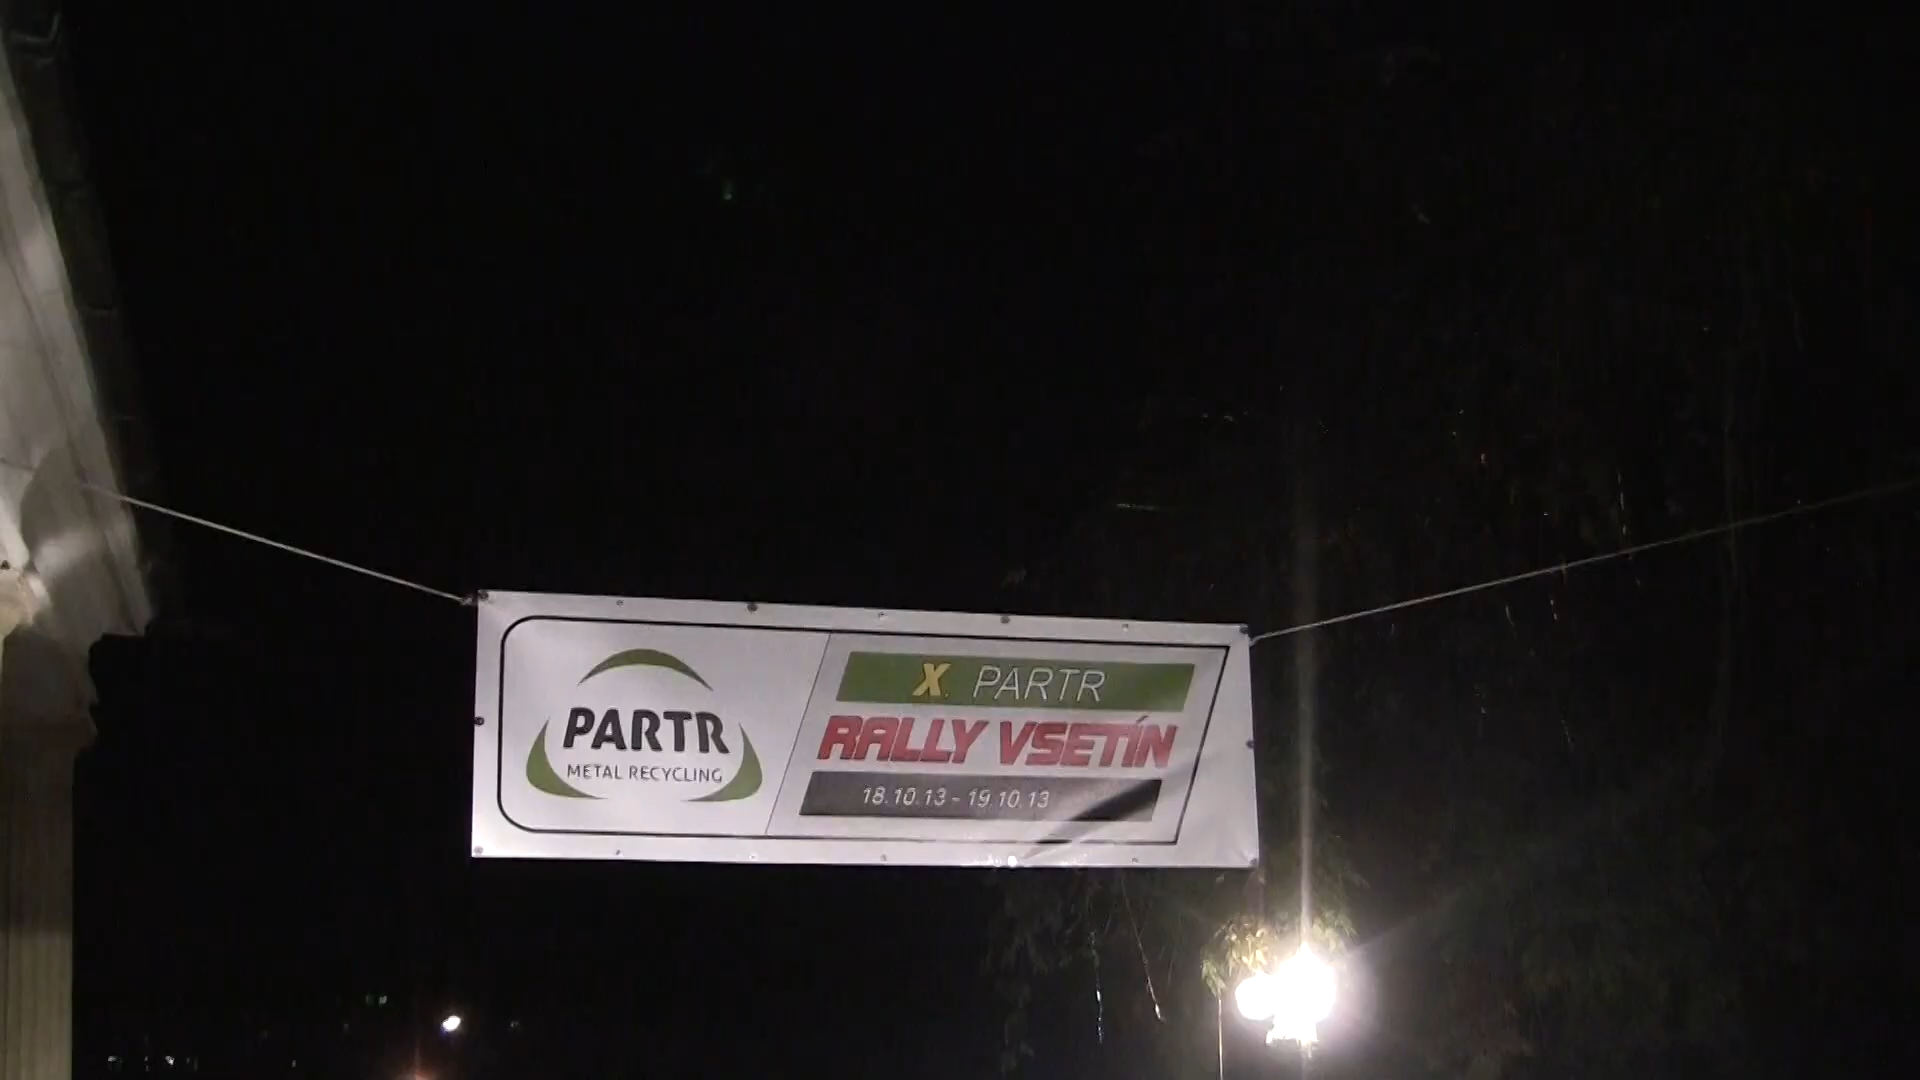 PARTR
METAL RECYCLING
X. PARTR
RALLY VSETÍN
18.10.13 - 19.10.13